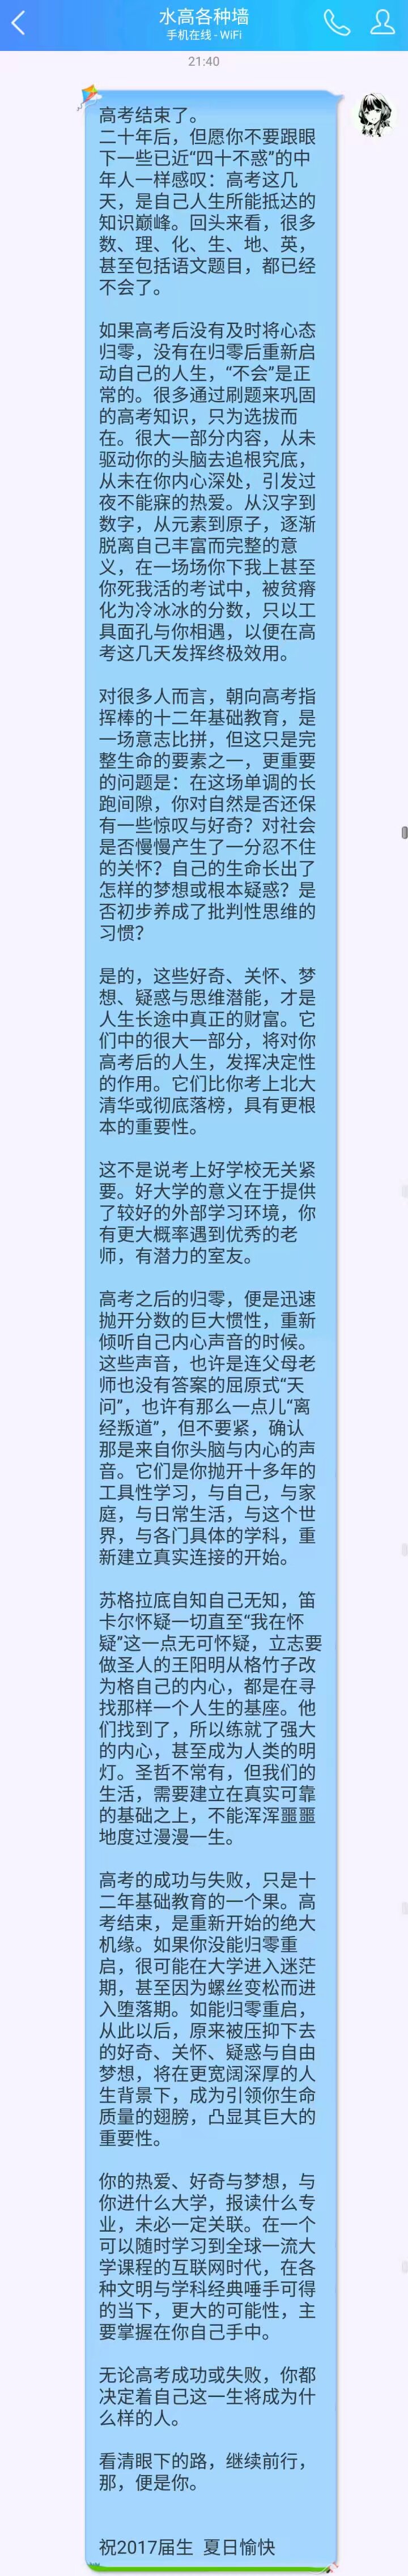 水高各种墙
手机在线 - WiFi
21:40
高考结束了。
二十年后，但愿你不要跟眼
下一些已近“四十不惑”的中
年人一样感叹：高考这几
天，是自己人生所能抵达的
知识巅峰。回头来看，很多
数、理、化、生、地、英，
甚至包括语文题目，都已经
不会了。
如果高考后没有及时将心态
归零，没有在归零后重新启
动自己的人生，“不会”是正
常的。很多通过刷题来巩固
的高考知识，只为选拔而
在。很大一部分内容，从未
驱动你的头脑去追根究底，
从未在你内心深处，引发过
夜不能寐的热爱。从汉字到
数字，从元素到原子，逐渐
脱离自己丰富而完整的意
义，在一场场你下我上甚至
你死我活的考试中，被贫瘠
化为冷冰冰的分数，只以工
具面孔与你相遇，以便在高
考这几天发挥终极效用。
对很多人而言，朝向高考指
挥棒的十二年基础教育，是
一场意志比拼，但这只是完
整生命的要素之一，更重要
的问题是：在这场单调的长
跑间隙，你对自然是否还保
有一些惊叹与好奇？对社会
是否慢慢产生了一分忍不住
的关怀？自己的生命长出了
怎样的梦想或根本疑惑？是
否初步养成了批判性思维的
习惯？
是的，这些好奇、关怀、梦
想、疑惑与思维潜能，才是
人生长途中真正的财富。它
们中的很大一部分，将对你
高考后的人生，发挥决定性
的作用。它们比你考上北大
清华或彻底落榜，具有更根
本的重要性。
这不是说考上好学校无关紧
要。好大学的意义在于提供
了较好的外部学习环境，你
有更大概率遇到优秀的老
师，有潜力的室友。
高考之后的归零，便是迅速
抛开分数的巨大惯性，重新
倾听自己内心声音的时候。
这些声音，也许是连父母老
师也没有答案的屈原式“天
问”，也许有那么一点儿“离
经叛道”，但不要紧，确认
那是来自你头脑与内心的声
音。它们是你抛开十多年的
工具性学习，与自己，与家
庭，与日常生活，与这个世
界，与各门具体的学科，重
新建立真实连接的开始。
苏格拉底自知自己无知，笛
卡尔怀疑一切直至“我在怀
疑”这一点无可怀疑，立志要
做圣人的王阳明从格竹子改
为格自己的内心，都是在寻
找那样一个人生的基座。他
们找到了，所以练就了强大
的内心，甚至成为人类的明
灯。圣哲不常有，但我们的
生活，需要建立在真实可靠
的基础之上，不能浑浑噩噩
地度过漫漫一生。
高考的成功与失败，只是十
二年基础教育的一个果。高
考结束，是重新开始的绝大
机缘。如果你没能归零重
启，很可能在大学进入迷茫
期，甚至因为螺丝变松而进
入堕落期。如能归零重启，
从此以后，原来被压抑下去
的好奇、关怀、疑惑与自由
梦想，将在更宽阔深厚的人
生背景下，成为引领你生命
质量的翅膀，凸显其巨大的
重要性。
你的热爱、好奇与梦想，与
你进什么大学，报读什么专
业，未必一定关联。在一个
可以随时学习到全球一流大
学课程的互联网时代，在各
种文明与学科经典唾手可得
的当下，更大的可能性，主
要掌握在你自己手中。
无论高考成功或失败，你都
决定着自己这一生将成为什
么样的人。
看清眼下的路，继续前行，
那，便是你。
祝2017届生 夏日愉快